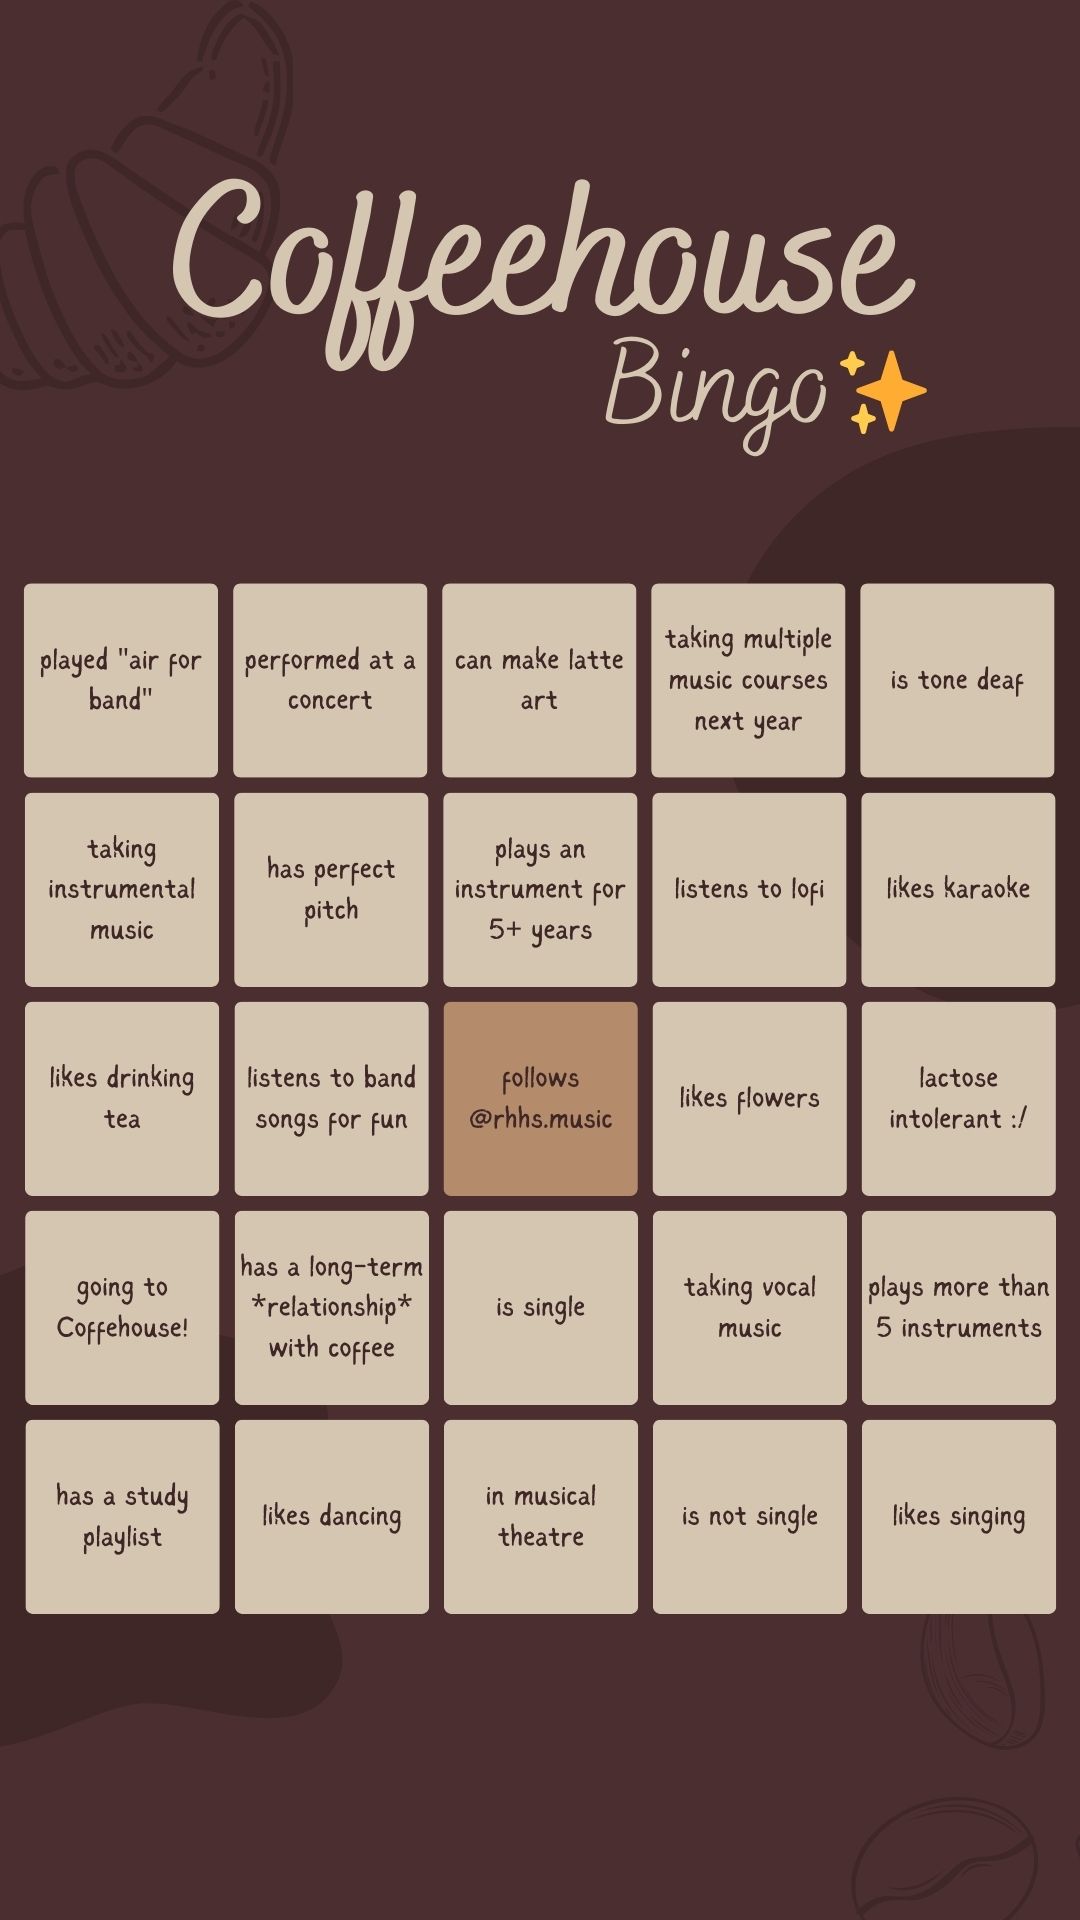 Coffeehouse
Bingo
played "air for
band"
performed at a
concert
can make latte
art
taking multiple
music courses
next year
is tone deaf
taking
instrumental
music
has perfect
pitch
plays an
instrument for
5+ years
listens to lofi
likes karaoke
likes drinking
tea
listens to band
songs for fun
follows
@rhhs.music
likes flowers
lactose
intolerant :/
going to
Coffehouse!
has a long-term
*relationship*
with coffee
is single
taking vocal
music
plays more than
5 instruments
has a study
playlist
likes dancing
in musical
theatre
is not single
likes singing